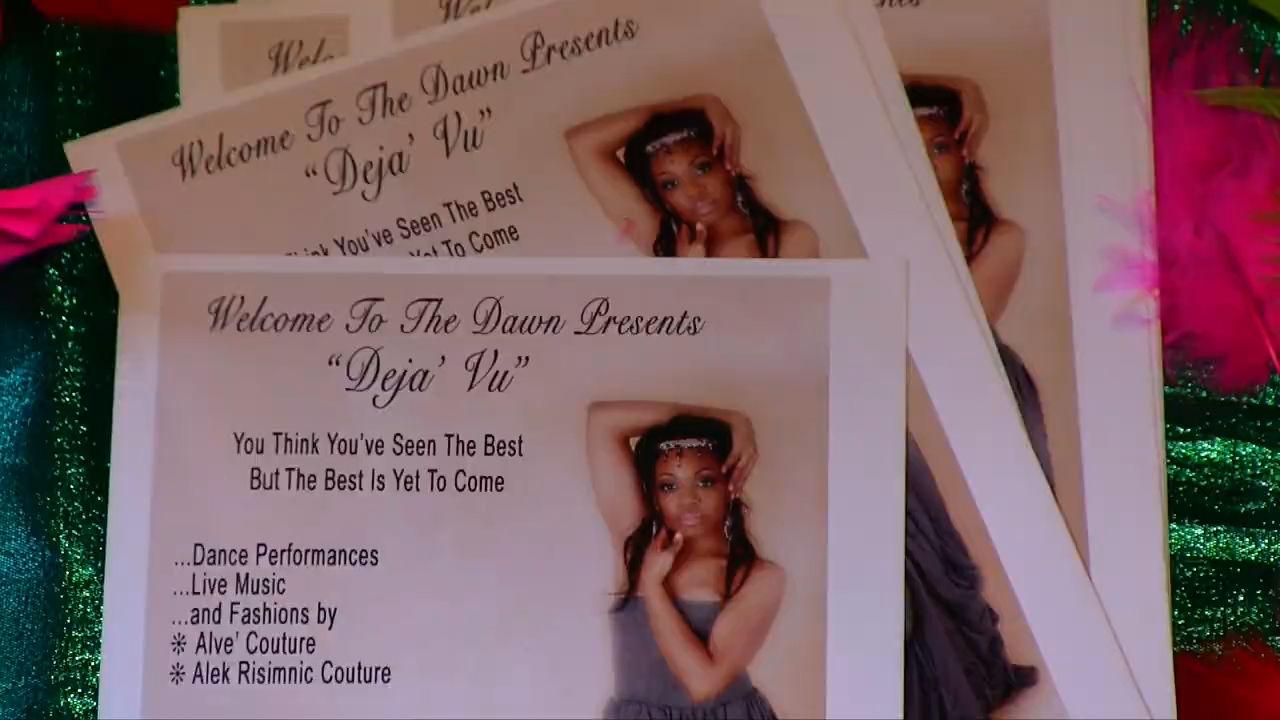 Welcome To The Dawn Presents
"Deja' Vu"
You've Seen The Best
Yet To Come
Welcome To The Dawn Presents
"Deja' Vu"
You Think You've Seen The Best
But The Best Is Yet To Come
...Dance Performances
...Live Music
...and Fashions by
❊ Alve' Couture
❊ Alek Risimnic Couture